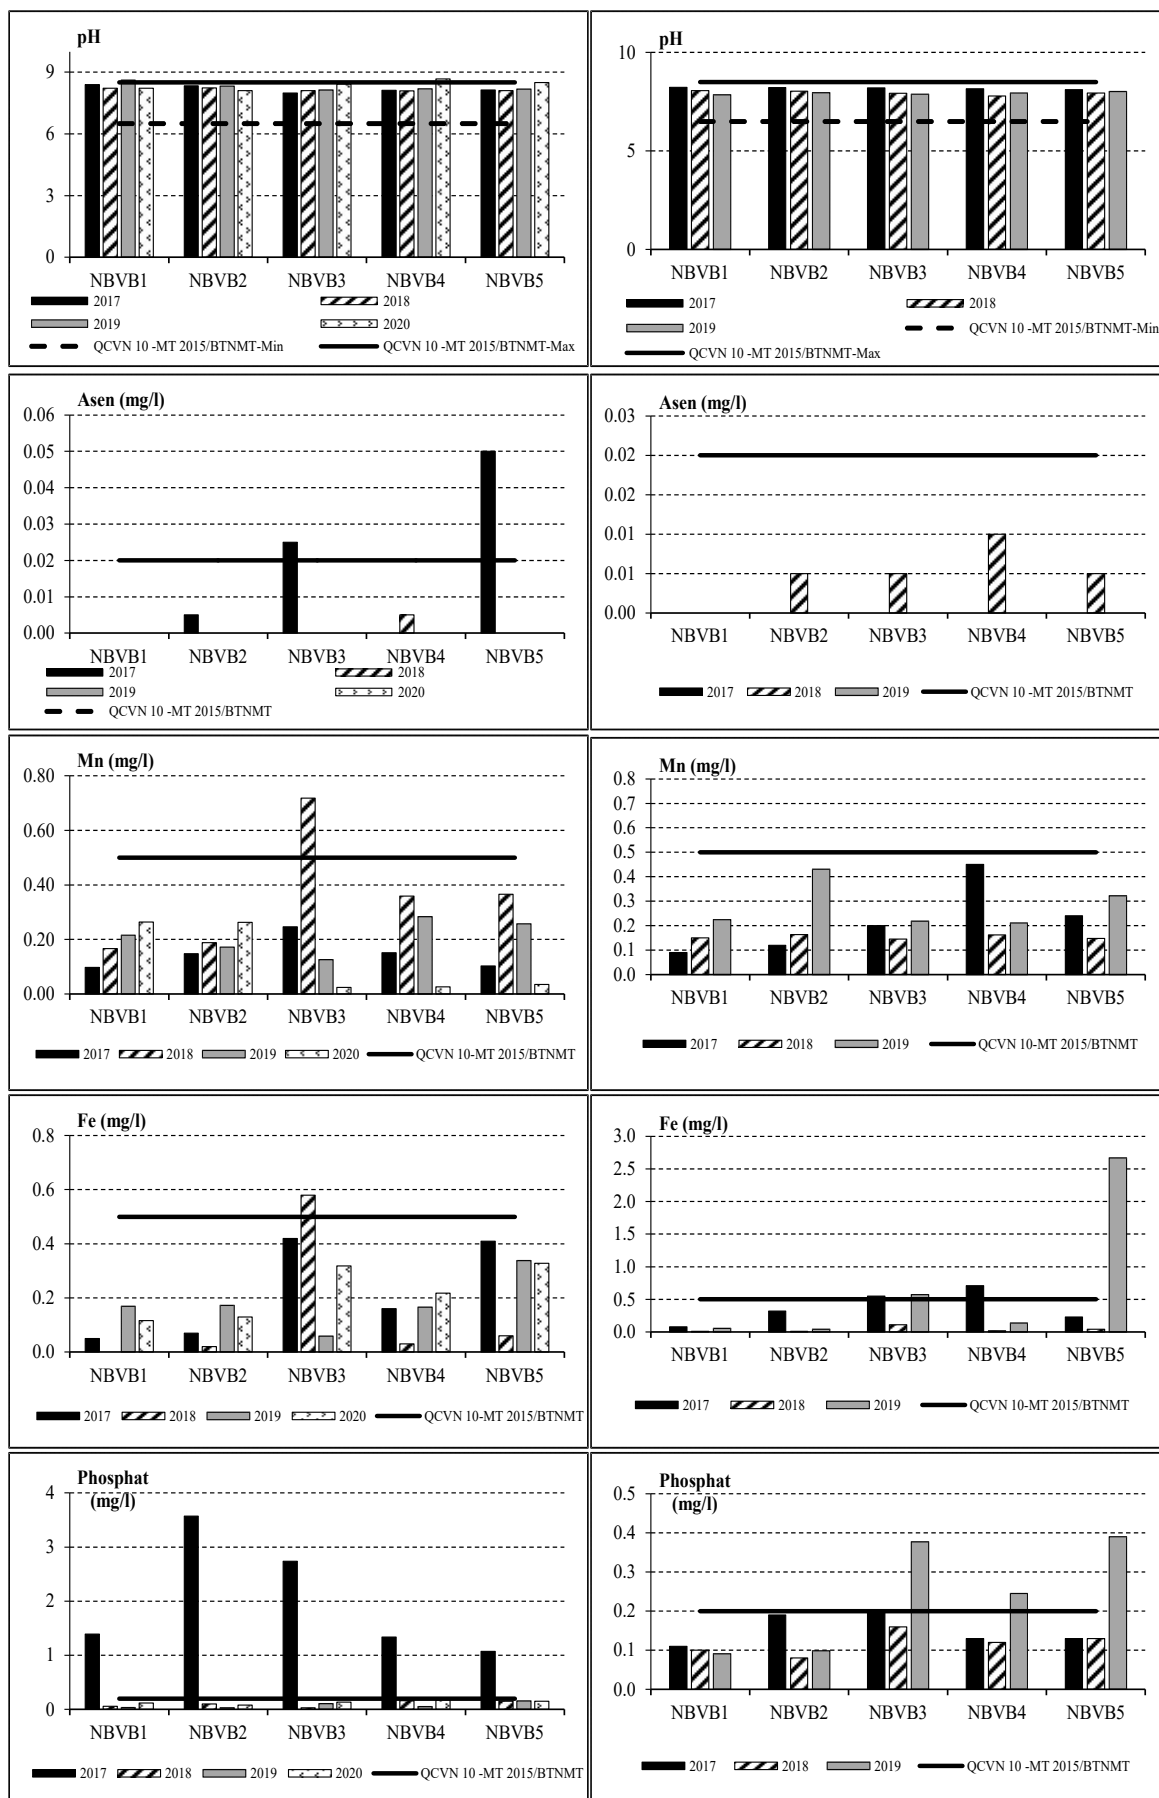 pH
9
6
3
0
NBVB1 NBVB2 NBVB3 NBVB4 NBVB5
2017 2018
2019 2020
QCVN 10 -MT 2015/BTNMT-Min QCVN 10 -MT 2015/BTNMT-Max
pH
10
5
0
NBVB1 NBVB2 NBVB3 NBVB4 NBVB5
2017 2018
2019 QCVN 10 -MT 2015/BTNMT-Min
QCVN 10 -MT 2015/BTNMT-Max
Asen (mg/l)
0.06
0.05
0.04
0.03
0.02
0.01
0.00
NBVB1 NBVB2 NBVB3 NBVB4 NBVB5
2017 2018
2019 2020
QCVN 10 -MT 2015/BTNMT
Asen (mg/l)
0.03
0.02
0.02
0.01
0.01
0.00
NBVB1 NBVB2 NBVB3 NBVB4 NBVB5
2017 2018 2019 QCVN 10 -MT 2015/BTNMT
Mn (mg/l)
0.80
0.60
0.40
0.20
0.00
NBVB1 NBVB2 NBVB3 NBVB4 NBVB5
2017 2018 2019 2020 QCVN 10-MT 2015/BTNMT
Mn (mg/l)
0.8
0.7
0.6
0.5
0.4
0.3
0.2
0.1
0.0
NBVB1 NBVB2 NBVB3 NBVB4 NBVB5
2017 2018 2019 QCVN 10-MT 2015/BTNMT
Fe (mg/l)
0.8
0.6
0.4
0.2
0.0
NBVB1 NBVB2 NBVB3 NBVB4 NBVB5
2017 2018 2019 2020 QCVN 10-MT 2015/BTNMT
Fe (mg/l)
3.0
2.5
2.0
1.5
1.0
0.5
0.0
NBVB1 NBVB2 NBVB3 NBVB4 NBVB5
2017 2018 2019 QCVN 10-MT 2015/BTNMT
Phosphat
(mg/l)
4
3
2
1
0
NBVB1 NBVB2 NBVB3 NBVB4 NBVB5
2017 2018 2019 2020 QCVN 10 -MT 2015/BTNMT
Phosphat
(mg/l)
0.5
0.4
0.3
0.2
0.1
0.0
NBVB1 NBVB2 NBVB3 NBVB4 NBVB5
2017 2018 2019 QCVN 10 -MT 2015/BTNMT